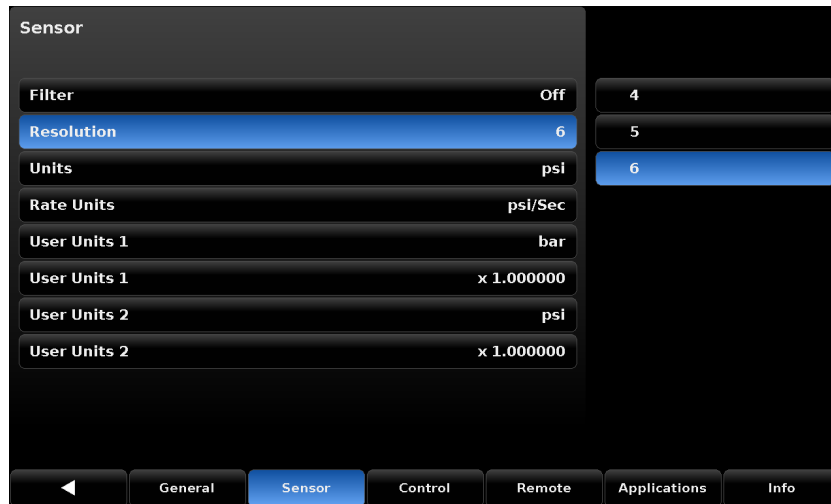 Sensor
Filter Off
4
Resolution 6
5
Units psi
6
Rate Units psi/Sec
User Units 1 bar
User Units 1 x 1.000000
User Units 2 psi
User Units 2 x 1.000000
General Sensor Control Remote Applications Info